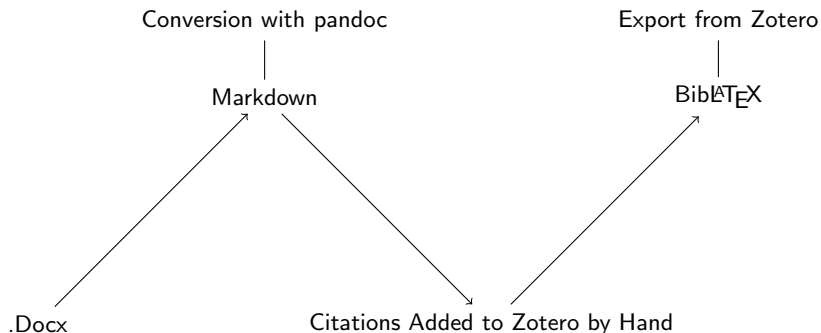 Conversion with pandoc
Export from Zotero
Markdown
BibLATEX
.Docx
Citations Added to Zotero by Hand